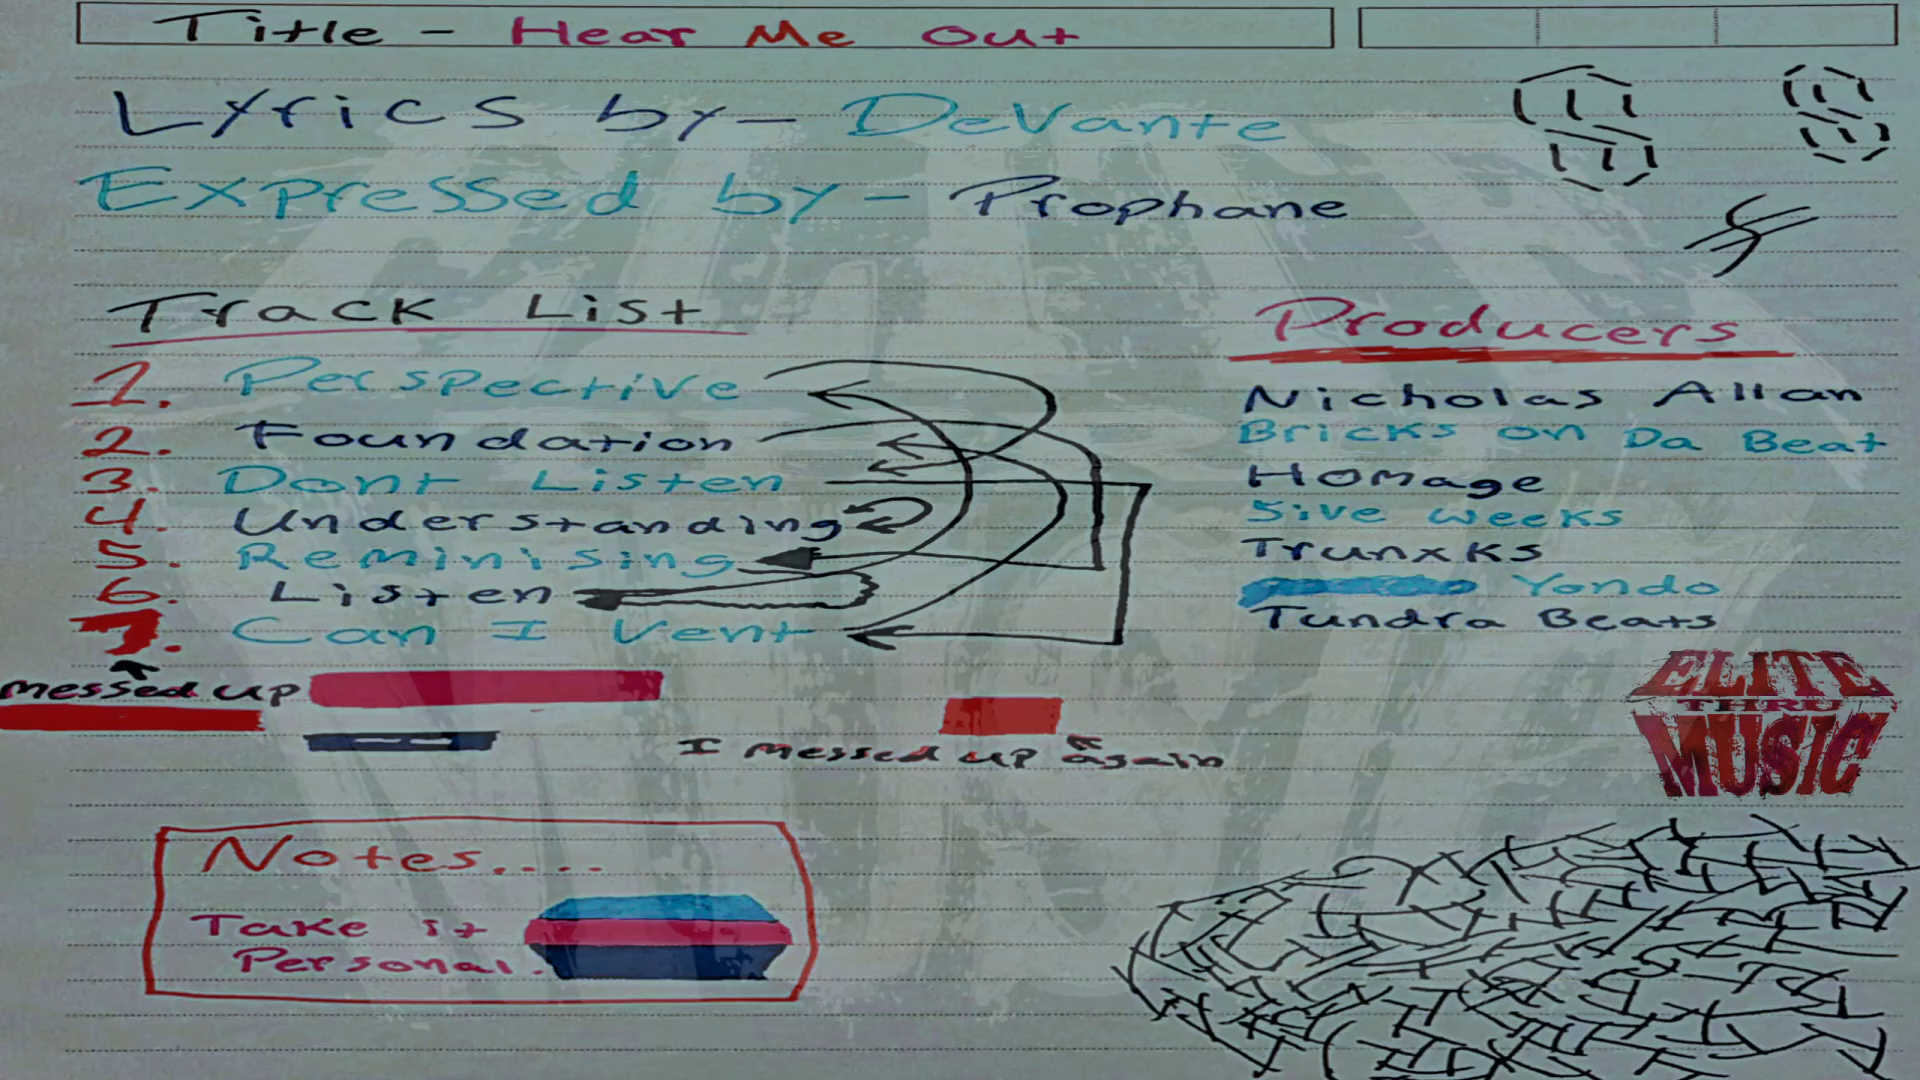 Title - Hear Me Out
Lyrics by - DeVante
Expressed by - Prophane
Track List
1. Perspective
2. Foundation
3. Dont Listen
4. Understanding
5. Reminising
6. Listen
7. Can I Vent
messed up
I messed up again
Producers
Nicholas Allan
Bricks on Da Beat
Homage
5ive weeks
Trunxks
Yondo
Tundra Beats
ELITE
THRU
MUSIC
Notes....
Take it
Personal.